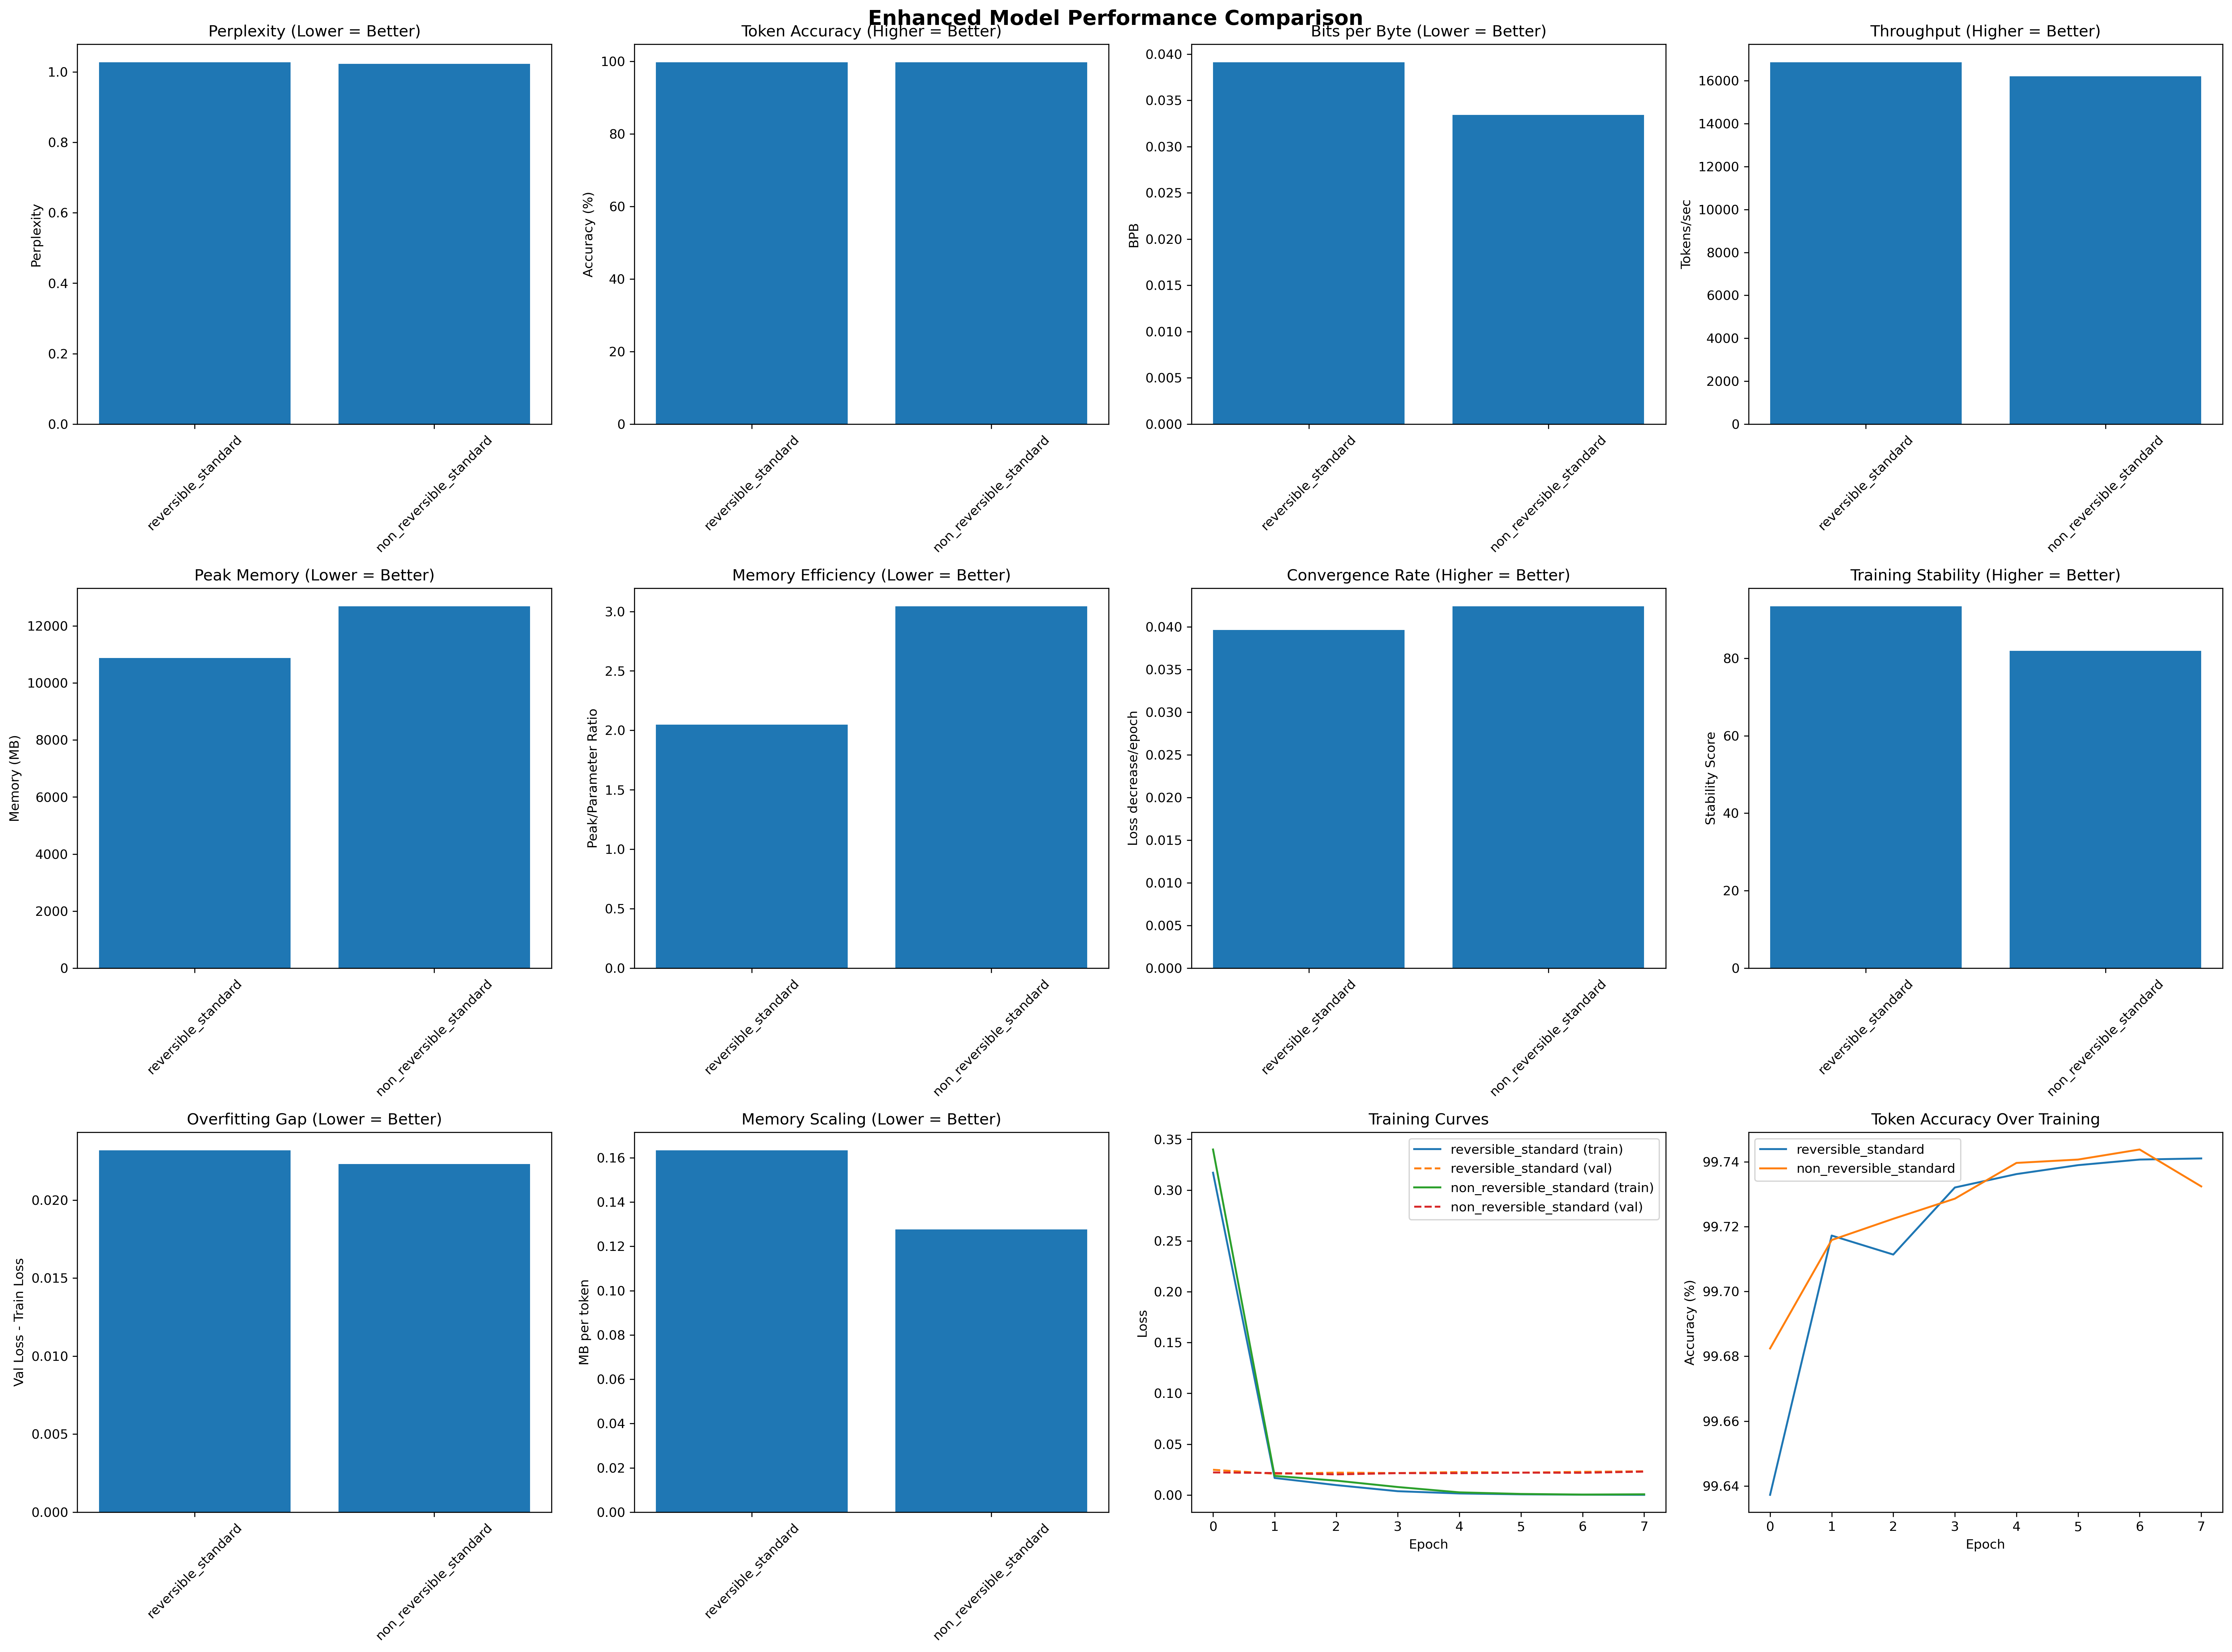 Enhanced Model Performance Comparison
Perplexity (Lower = Better)
Perplexity
1.0
0.8
0.6
0.4
0.2
0.0
reversible_standard
non_reversible_standard
Token Accuracy (Higher = Better)
Accuracy (%)
100
80
60
40
20
0
reversible_standard
non_reversible_standard
Bits per Byte (Lower = Better)
BPB
0.040
0.035
0.030
0.025
0.020
0.015
0.010
0.005
0.000
reversible_standard
non_reversible_standard
Throughput (Higher = Better)
Tokens/sec
16000
14000
12000
10000
8000
6000
4000
2000
0
reversible_standard
non_reversible_standard
Peak Memory (Lower = Better)
Memory (MB)
12000
10000
8000
6000
4000
2000
0
reversible_standard
non_reversible_standard
Memory Efficiency (Lower = Better)
Peak/Parameter Ratio
3.0
2.5
2.0
1.5
1.0
0.5
0.0
reversible_standard
non_reversible_standard
Convergence Rate (Higher = Better)
Loss decrease/epoch
0.040
0.035
0.030
0.025
0.020
0.015
0.010
0.005
0.000
reversible_standard
non_reversible_standard
Training Stability (Higher = Better)
Stability Score
80
60
40
20
0
reversible_standard
non_reversible_standard
Overfitting Gap (Lower = Better)
Val Loss - Train Loss
0.020
0.015
0.010
0.005
0.000
reversible_standard
non_reversible_standard
Memory Scaling (Lower = Better)
MB per token
0.16
0.14
0.12
0.10
0.08
0.06
0.04
0.02
0.00
reversible_standard
non_reversible_standard
Training Curves
Loss
0.35
0.30
0.25
0.20
0.15
0.10
0.05
0.00
reversible_standard (train)
reversible_standard (val)
non_reversible_standard (train)
non_reversible_standard (val)
0 1 2 3 4 5 6 7
Epoch
Token Accuracy Over Training
Accuracy (%)
99.74
99.72
99.70
99.68
99.66
99.64
reversible_standard
non_reversible_standard
0 1 2 3 4 5 6 7
Epoch